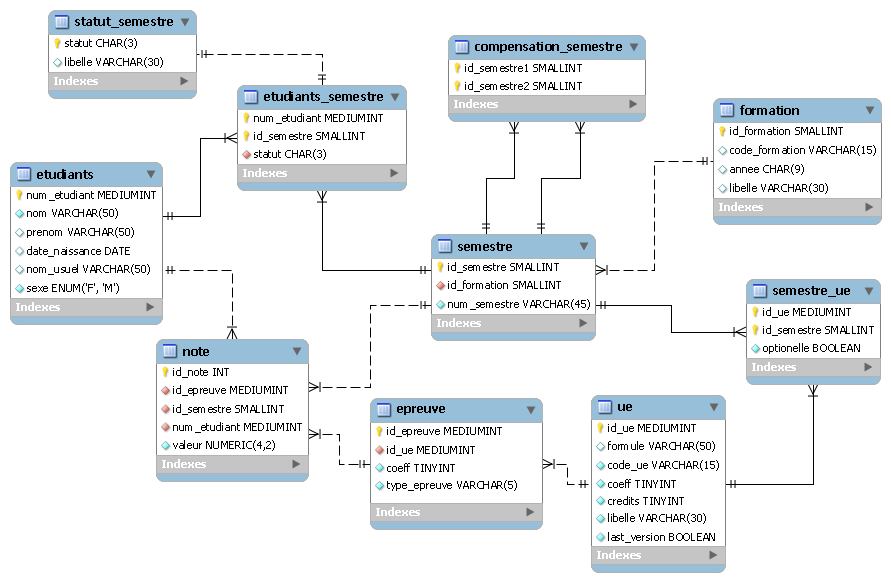 statut_semestre
statut CHAR(3)
libelle VARCHAR(30)
Indexes
compensation_semestre
id_semestre1 SMALLINT
id_semestre2 SMALLINT
Indexes
etudiants_semestre
num_etudiant MEDIUMINT
id_semestre SMALLINT
statut CHAR(3)
Indexes
formation
id_formation SMALLINT
code_formation VARCHAR(15)
annee CHAR(9)
libelle VARCHAR(30)
Indexes
etudiants
num_etudiant MEDIUMINT
nom VARCHAR(50)
prenom VARCHAR(50)
date_naissance DATE
nom_usuel VARCHAR(50)
sexe ENUM('F', 'M')
Indexes
semestre
id_semestre SMALLINT
id_formation SMALLINT
num_semestre VARCHAR(45)
Indexes
semestre_ue
id_ue MEDIUMINT
id_semestre SMALLINT
optionelle BOOLEAN
Indexes
note
id_note INT
id_epreuve MEDIUMINT
id_semestre SMALLINT
num_etudiant MEDIUMINT
valeur NUMERIC(4,2)
Indexes
epreuve
id_epreuve MEDIUMINT
id_ue MEDIUMINT
coeff TINYINT
type_epreuve VARCHAR(5)
Indexes
ue
id_ue MEDIUMINT
formule VARCHAR(50)
code_ue VARCHAR(15)
coeff TINYINT
credits TINYINT
libelle VARCHAR(30)
last_version BOOLEAN
Indexes